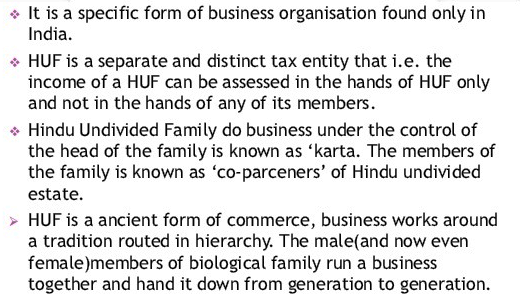 ❖ It is a specific form of business organisation found only in
India.
❖ HUF is a separate and distinct tax entity that i.e. the
income of a HUF can be assessed in the hands of HUF only
and not in the hands of any of its members.
❖ Hindu Undivided Family do business under the control of
the head of the family is known as ‘karta. The members of
the family is known as ‘co-parceners’ of Hindu undivided
estate.
➢ HUF is a ancient form of commerce, business works around
a tradition routed in hierarchy. The male(and now even
female)members of biological family run a business
together and hand it down from generation to generation.